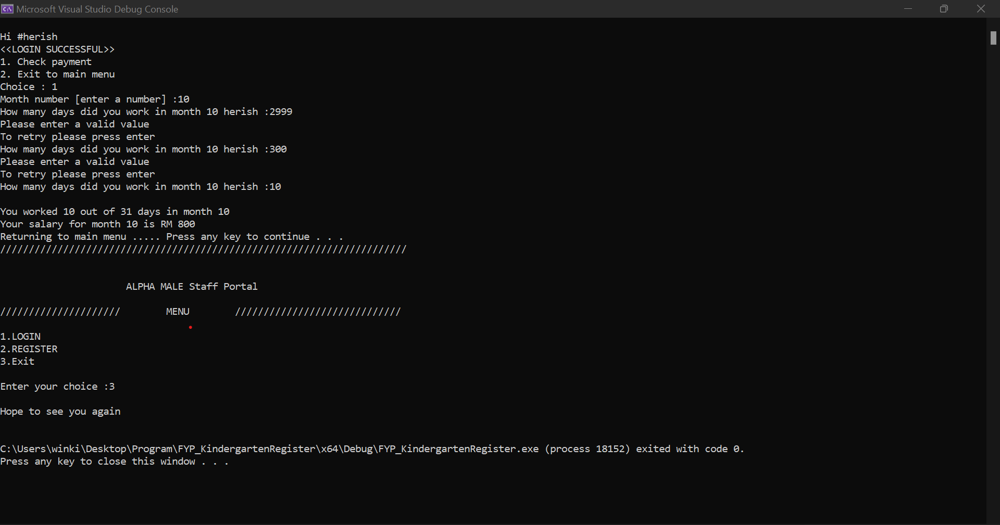 Microsoft Visual Studio Debug Console
Hi #herish
<<LOGIN SUCCESSFUL>>
1. Check payment
2. Exit to main menu
Choice : 1
Month number [enter a number] :10
How many days did you work in month 10 herish :2999
Please enter a valid value
To retry please press enter
How many days did you work in month 10 herish :300
Please enter a valid value
To retry please press enter
How many days did you work in month 10 herish :10
You worked 10 out of 31 days in month 10
Your salary for month 10 is RM 800
Returning to main menu ..... Press any key to continue . . .
///////////////////////////////////////////////////////////////////////
ALPHA MALE Staff Portal
/////////////////////        MENU        /////////////////////////////
1.LOGIN
2.REGISTER
3.Exit
Enter your choice :3
Hope to see you again
C:\Users\winki\Desktop\Program\FYP_KindergartenRegister\x64\Debug\FYP_KindergartenRegister.exe (process 18152) exited with code 0.
Press any key to close this window . . .